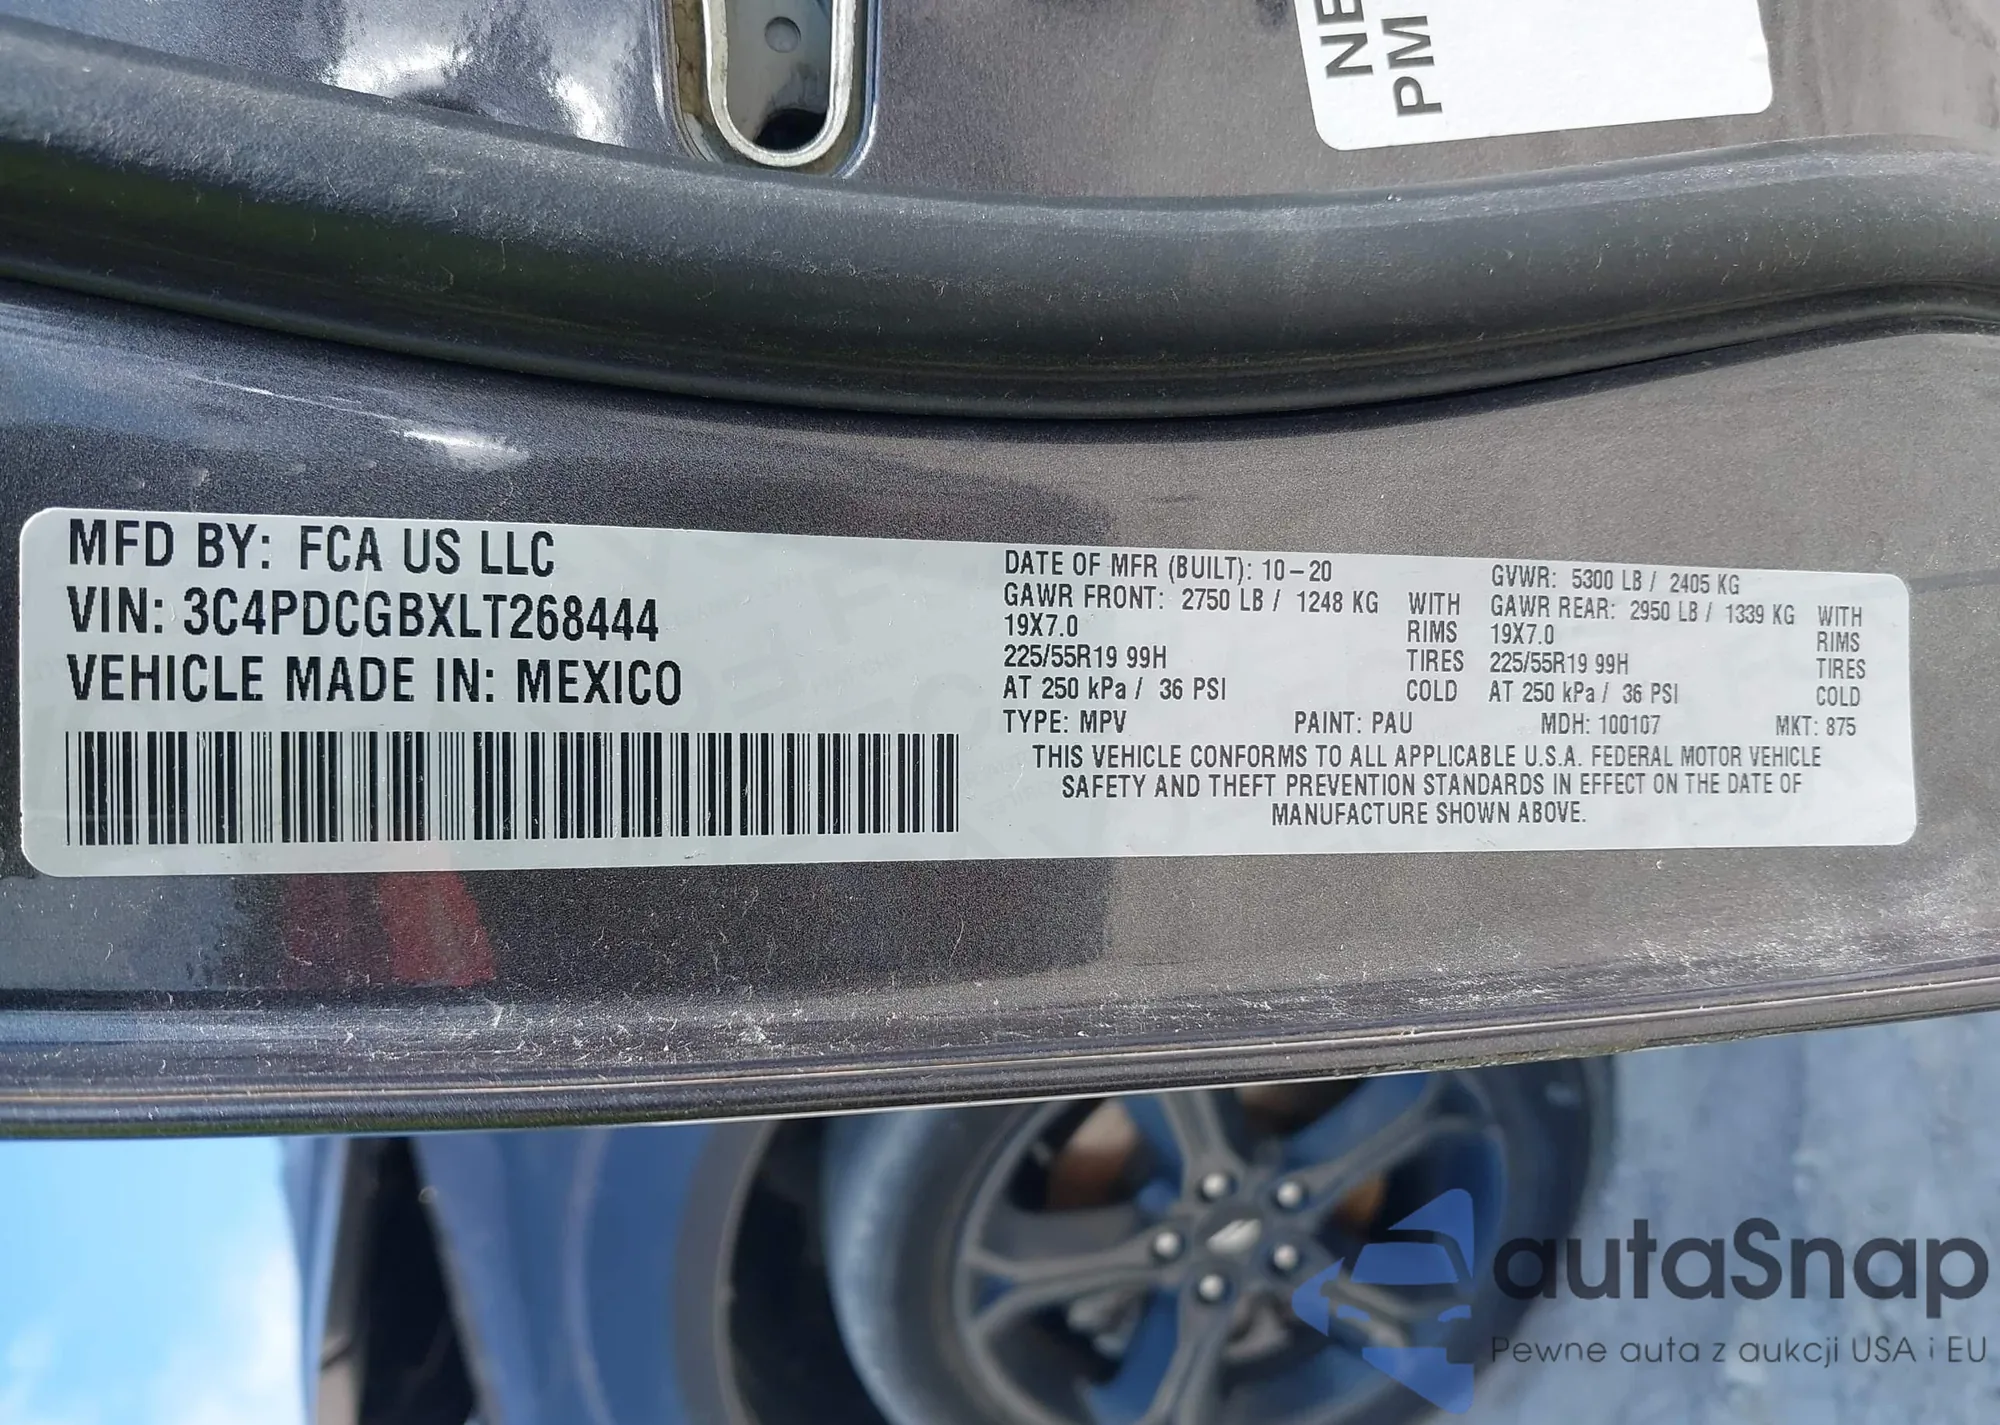 NE
PM
MFD BY: FCA US LLC
VIN: 3C4PDCGBXLT268444
VEHICLE MADE IN: MEXICO
DATE OF MFR (BUILT): 10-20 GVWR: 5300 LB / 2405 KG
GAWR FRONT: 2750 LB / 1248 KG WITH GAWR REAR: 2950 LB / 1339 KG WITH
19X7.0 RIMS 19X7.0 RIMS
225/55R19 99H TIRES 225/55R19 99H TIRES
AT 250 kPa / 36 PSI COLD AT 250 kPa / 36 PSI COLD
TYPE: MPV PAINT: PAU MDH: 100107 MKT: 875
THIS VEHICLE CONFORMS TO ALL APPLICABLE U.S.A. FEDERAL MOTOR VEHICLE
SAFETY AND THEFT PREVENTION STANDARDS IN EFFECT ON THE DATE OF
MANUFACTURE SHOWN ABOVE.
autaSnap
Pewne auta z aukcji USA i EU